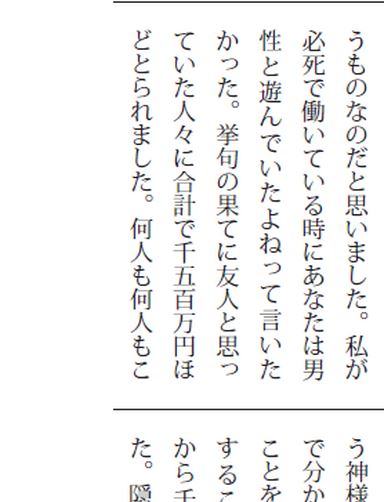 うものなのだと思いました。私が
必死で働いている時にあなたは男
性と遊んでいたよねって言いた
かった。挙句の果てに友人と思っ
ていた人々に合計で千五百万円ほ
どとられました。何人も何人もこ
う神様
で分か
ことを
するこ
から千
た。隠